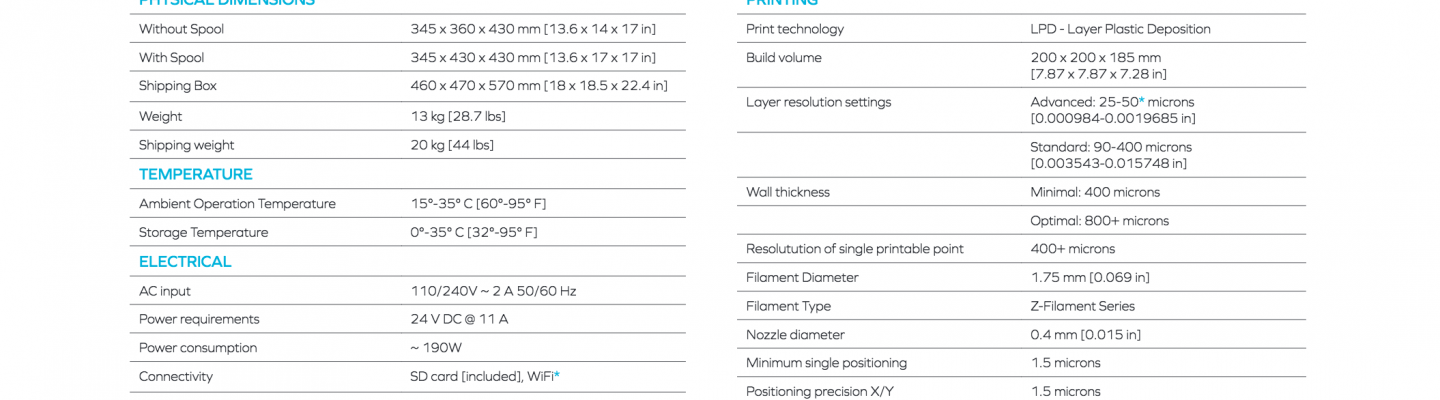 PHYSICAL DIMENSIONS
Without Spool 345 x 360 x 430 mm [13.6 x 14 x 17 in]
With Spool 345 x 430 x 430 mm [13.6 x 17 x 17 in]
Shipping Box 460 x 470 x 570 mm [18 x 18.5 x 22.4 in]
Weight 13 kg [28.7 lbs]
Shipping weight 20 kg [44 lbs]
TEMPERATURE
Ambient Operation Temperature 15º-35º C [60º-95º F]
Storage Temperature 0º-35º C [32º-95º F]
ELECTRICAL
AC input 110/240V ~ 2 A 50/60 Hz
Power requirements 24 V DC @ 11 A
Power consumption ~ 190W
Connectivity SD card [included], WiFi*
PRINTING
Print technology LPD - Layer Plastic Deposition
Build volume 200 x 200 x 185 mm
[7.87 x 7.87 x 7.28 in]
Layer resolution settings Advanced: 25-50* microns
[0.000984-0.0019685 in]
Standard: 90-400 microns
[0.003543-0.015748 in]
Wall thickness Minimal: 400 microns
Optimal: 800+ microns
Resolutution of single printable point 400+ microns
Filament Diameter 1.75 mm [0.069 in]
Filament Type Z-Filament Series
Nozzle diameter 0.4 mm [0.015 in]
Minimum single positioning 1.5 microns
Positioning precision X/Y 1.5 microns